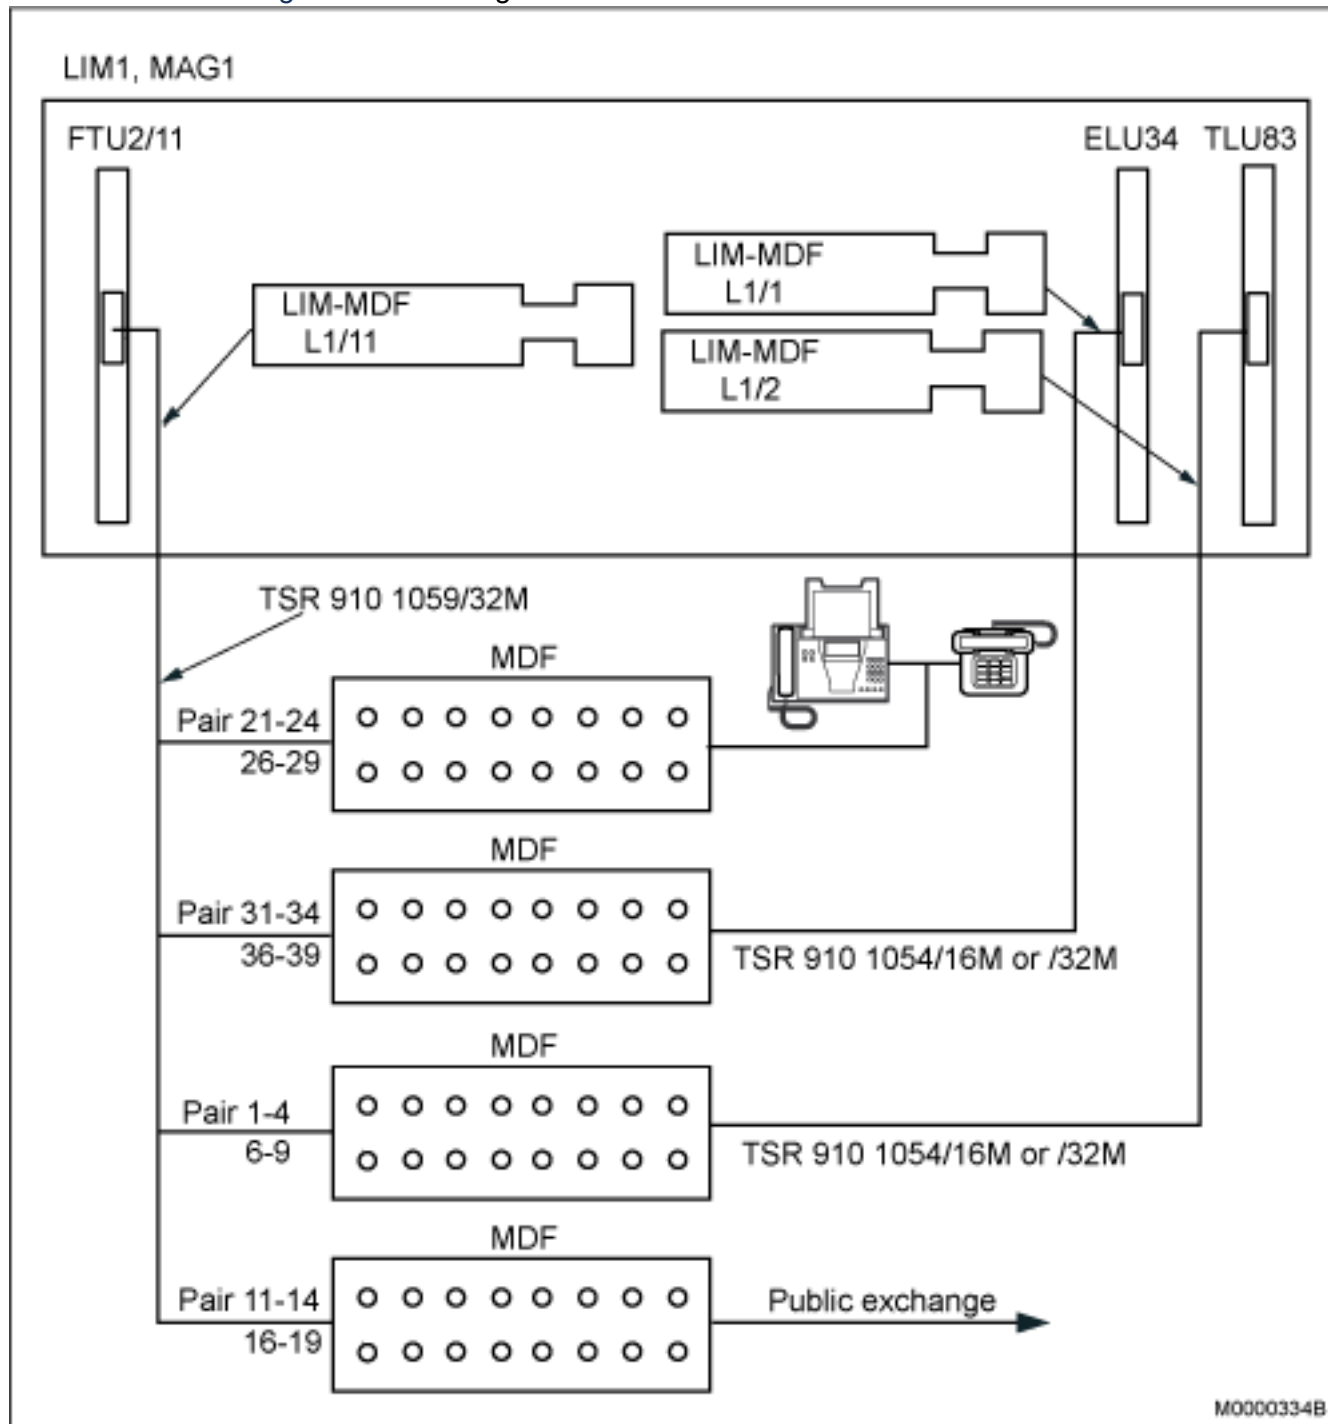 LIM1, MAG1
FTU2/11
ELU34
TLU83
LIM-MDF
L1/11
LIM-MDF
L1/1
LIM-MDF
L1/2
TSR 910 1059/32M
MDF
Pair 21-24
26-29
MDF
Pair 31-34
36-39
TSR 910 1054/16M or /32M
MDF
Pair 1-4
6-9
TSR 910 1054/16M or /32M
MDF
Pair 11-14
16-19
Public exchange
M0000334B